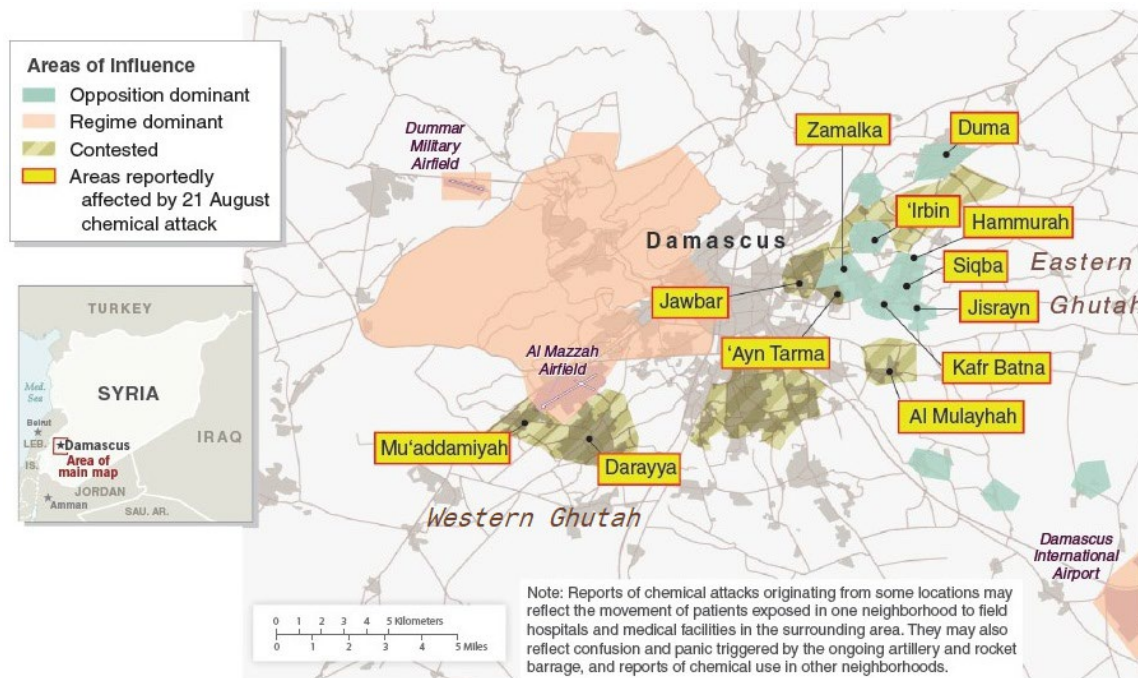 Areas of Influence
Opposition dominant
Regime dominant
Contested
Areas reportedly
affected by 21 August
chemical attack
TURKEY
SYRIA
Med.
Sea
Beirut
LEB.
Damascus
IRAQ
Area of
main map
IS.
JORDAN
Amman
SAU. AR.
Dummar
Military
Airfield
Zamalka
Duma
‘Irbin
Hammurah
Damascus
Siqba
Eastern
Ghutah
Jawbar
Jisrayn
‘Ayn Tarma
Al Mazzah
Airfield
Kafr Batna
Al Mulayhah
Mu‘addamiyah
Darayya
Western Ghutah
Damascus
International
Airport
0 1 2 3 4 5 Kilometers
0 1 2 3 4 5 Miles
Note: Reports of chemical attacks originating from some locations may
reflect the movement of patients exposed in one neighborhood to field
hospitals and medical facilities in the surrounding area. They may also
reflect confusion and panic triggered by the ongoing artillery and rocket
barrage, and reports of chemical use in other neighborhoods.